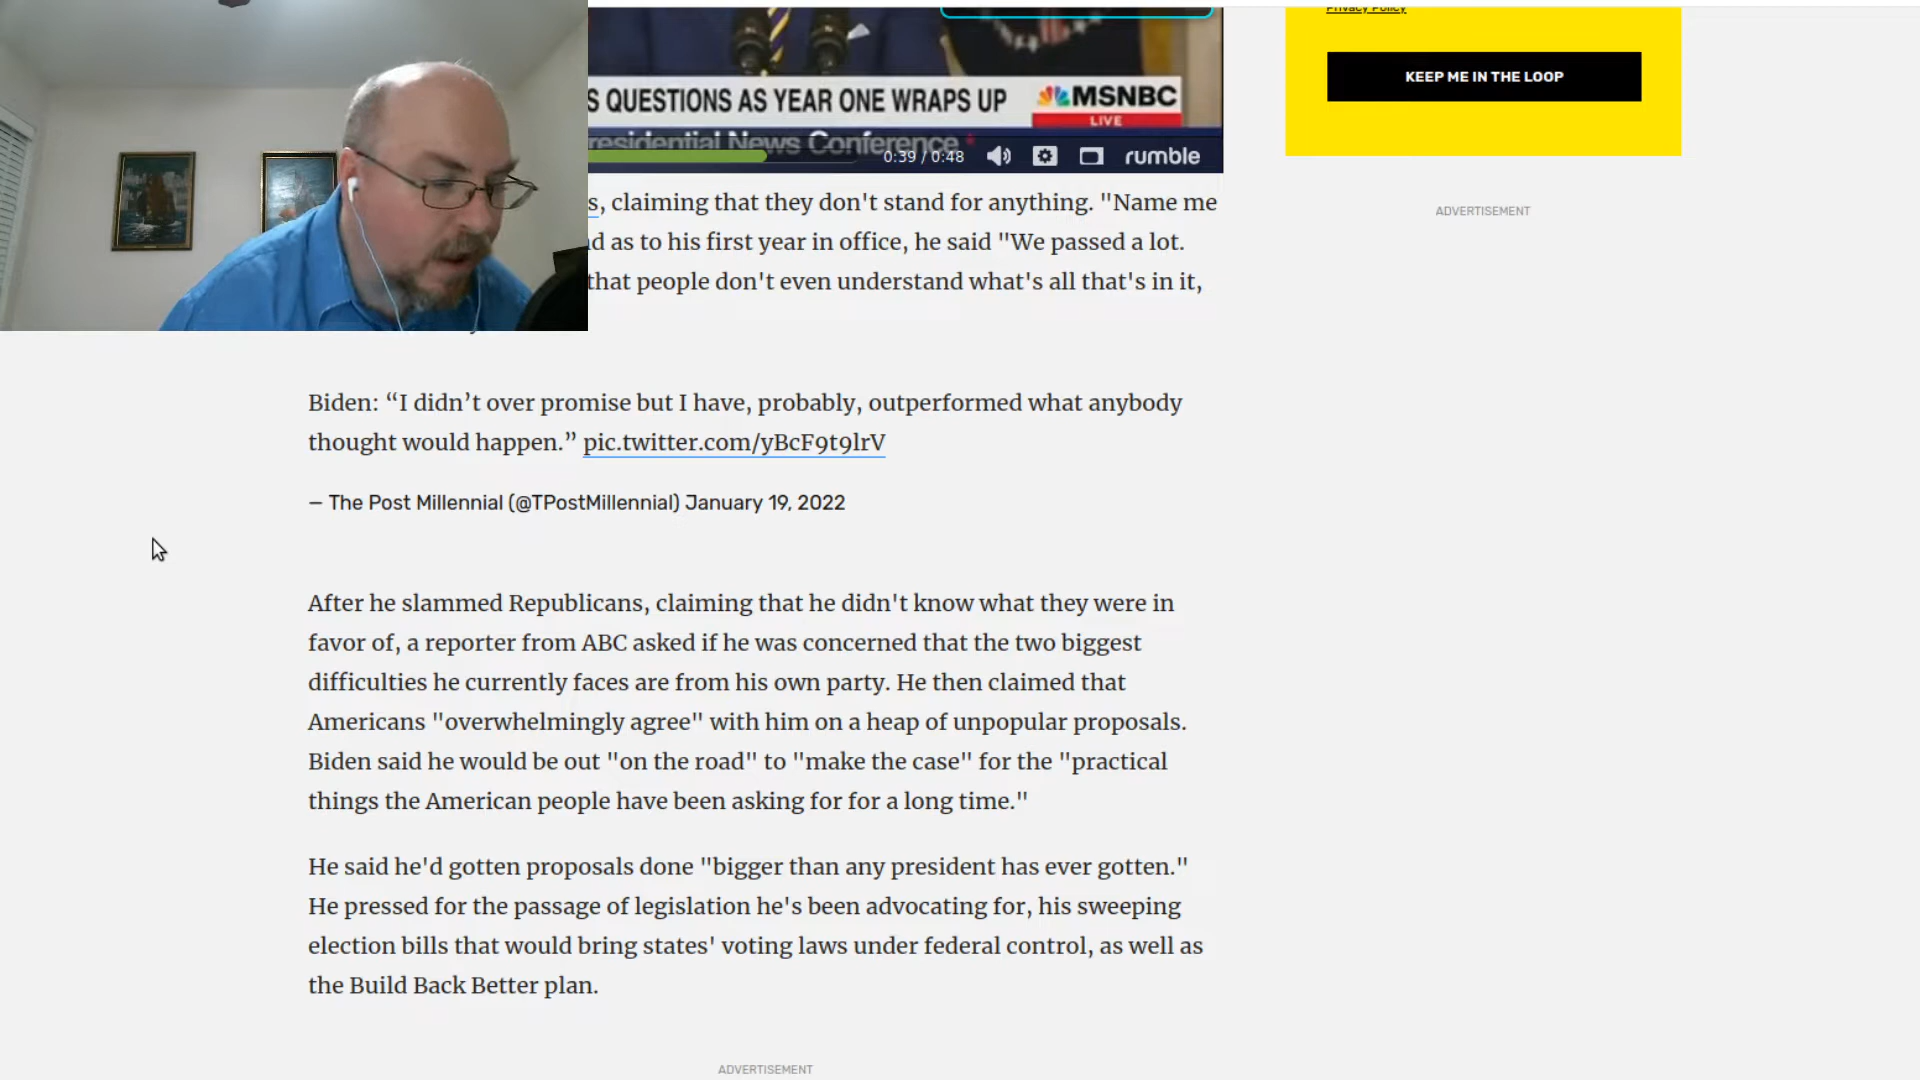 Privacy Policy
KEEP ME IN THE LOOP
S QUESTIONS AS YEAR ONE WRAPS UP
MSNBC
LIVE
residential News Conference
0:39 / 0:48
rumble
ADVERTISEMENT
s, claiming that they don't stand for anything. "Name me
d as to his first year in office, he said "We passed a lot.
that people don't even understand what's all that's in it,
Biden: “I didn’t over promise but I have, probably, outperformed what anybody
thought would happen.” pic.twitter.com/yBcF9t9lrV
— The Post Millennial (@TPostMillennial) January 19, 2022
After he slammed Republicans, claiming that he didn't know what they were in
favor of, a reporter from ABC asked if he was concerned that the two biggest
difficulties he currently faces are from his own party. He then claimed that
Americans "overwhelmingly agree" with him on a heap of unpopular proposals.
Biden said he would be out "on the road" to "make the case" for the "practical
things the American people have been asking for for a long time."
He said he'd gotten proposals done "bigger than any president has ever gotten."
He pressed for the passage of legislation he's been advocating for, his sweeping
election bills that would bring states' voting laws under federal control, as well as
the Build Back Better plan.
ADVERTISEMENT